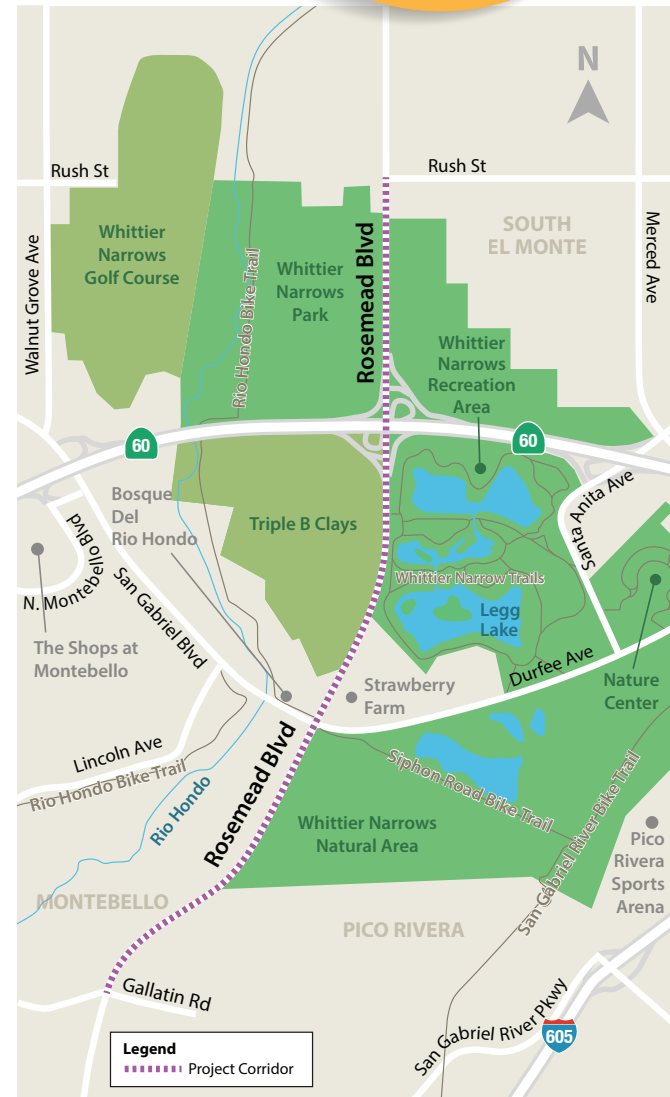 N
Rush St
Rush St
Walnut Grove Ave
Whittier
Narrows
Golf Course
Rio Hondo Bike Trail
Whittier
Narrows
Park
Rosemead Blvd
SOUTH
EL MONTE
Merced Ave
Whittier
Narrows
Recreation
Area
60
60
Bosque
Del
Rio Hondo
Triple B Clays
Santa Anita Ave
N. Montebello Blvd
San Gabriel Blvd
Whittier Narrow Trails
Legg
Lake
The Shops at
Montebello
Durfee Ave
Nature
Center
Strawberry
Farm
Lincoln Ave
Rio Hondo Bike Trail
Rio Hondo
Rosemead Blvd
Siphon Road Bike Trail
Whittier Narrows
Natural Area
San Gabriel River Bike Trail
Pico
Rivera
Sports
Arena
MONTEBELLO
PICO RIVERA
Gallatin Rd
San Gabriel River Pkwy
605
Legend
Project Corridor